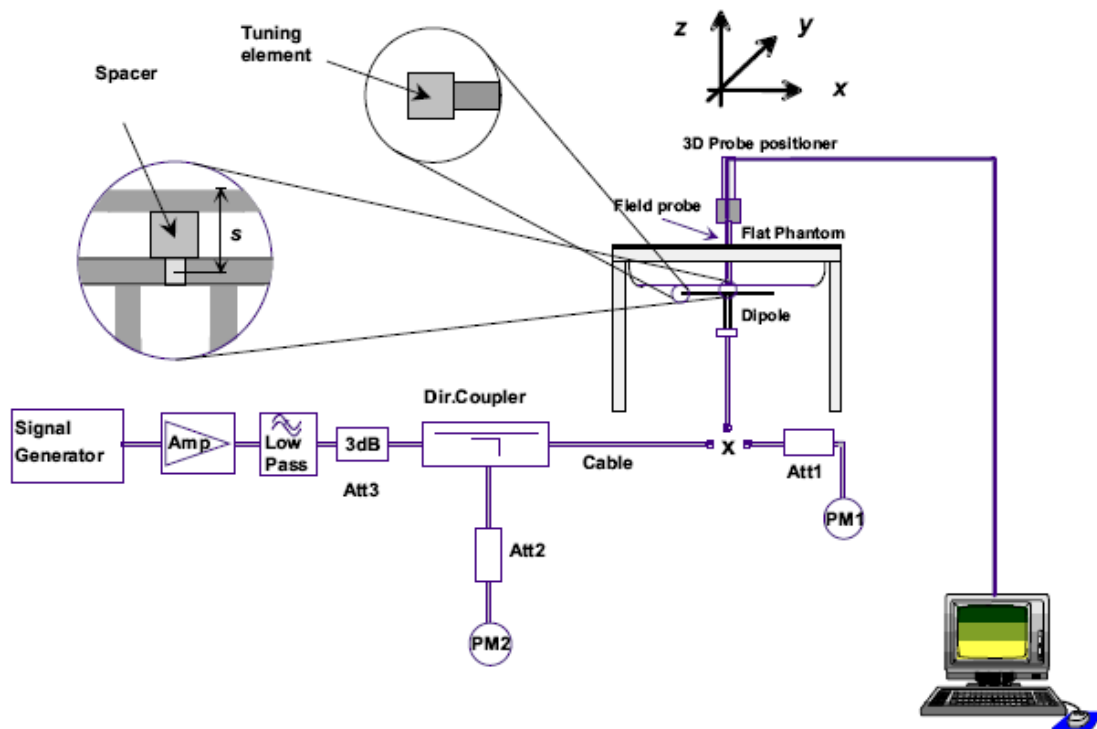 Tuning
element
Spacer
s
z
y
x
3D Probe positioner
Field probe
Flat Phantom
Dipole
Dir.Coupler
Signal
Generator
Amp
Low
Pass
3dB
Att3
Cable
X
Att1
PM1
Att2
PM2